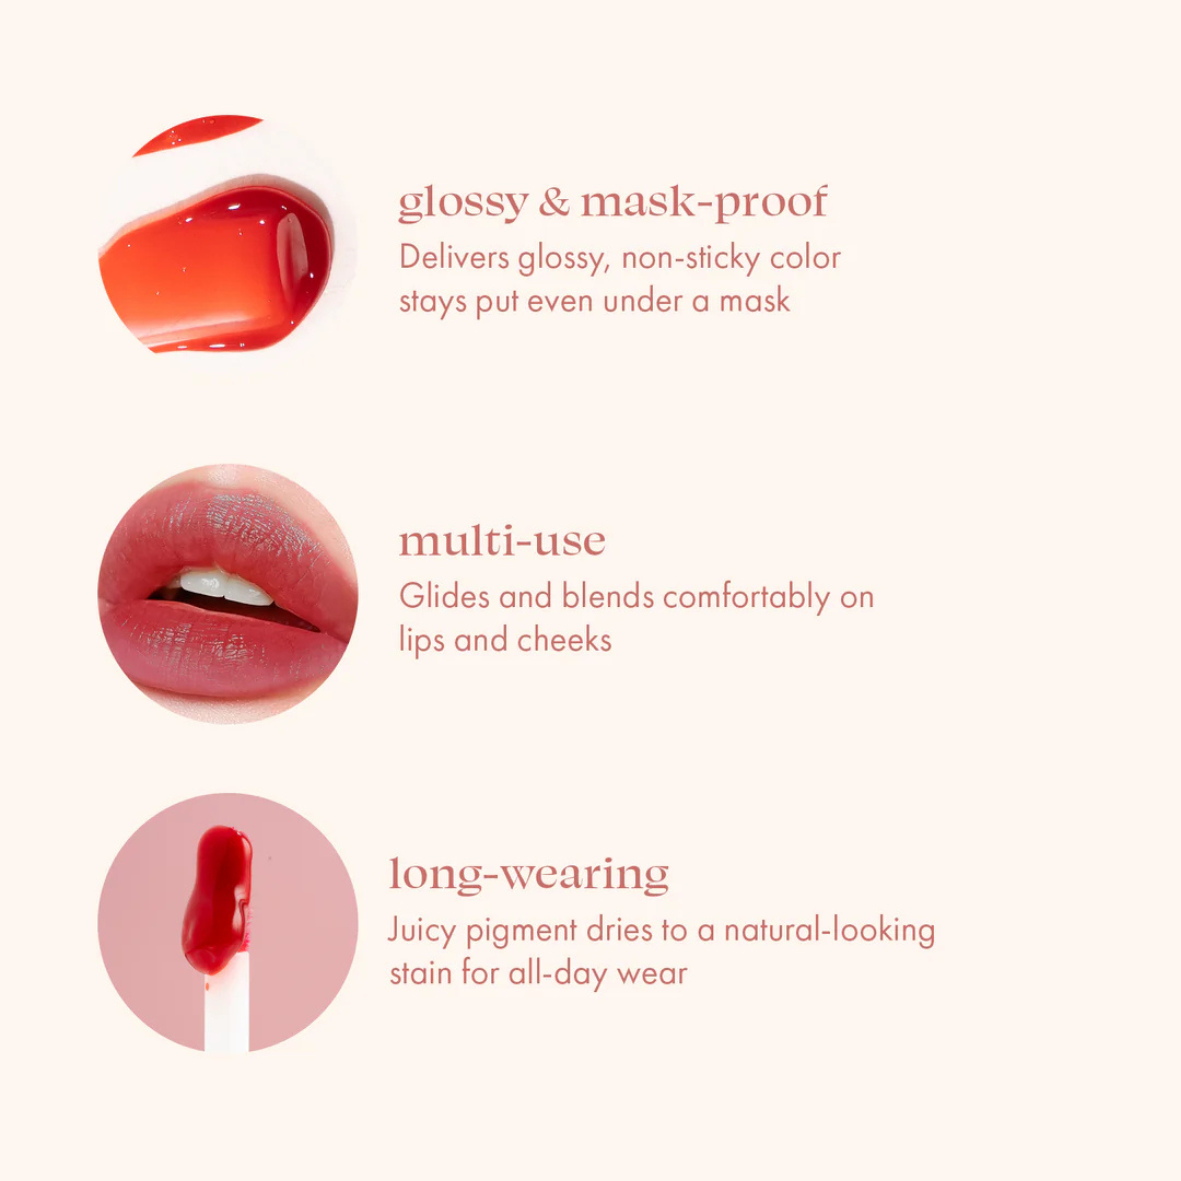 glossy & mask-proof
Delivers glossy, non-sticky color
stays put even under a mask
multi-use
Glides and blends comfortably on
lips and cheeks
long-wearing
Juicy pigment dries to a natural-looking
stain for all-day wear